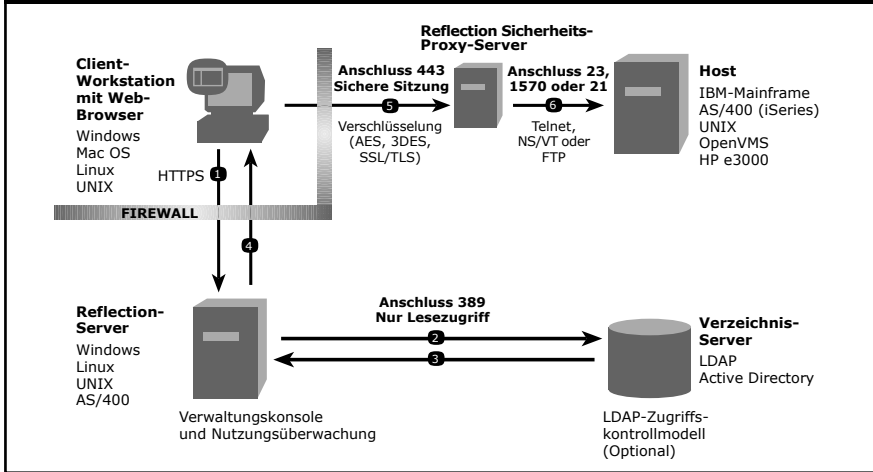 Reflection Sicherheits-
Proxy-Server
Client-
Workstation
mit Web-
Browser
Windows
Mac OS
Linux
UNIX
Anschluss 443
Sichere Sitzung
5
Verschlüsselung
(AES, 3DES,
SSL/TLS)
Anschluss 23,
1570 oder 21
6
Telnet,
NS/VT oder
FTP
Host
IBM-Mainframe
AS/400 (iSeries)
UNIX
OpenVMS
HP e3000
HTTPS
1
FIREWALL
4
Reflection-
Server
Windows
Linux
UNIX
AS/400
Verwaltungskonsole
und Nutzungsüberwachung
Anschluss 389
Nur Lesezugriff
2
3
Verzeichnis-
Server
LDAP
Active Directory
LDAP-Zugriffs-
kontrollmodell
(Optional)